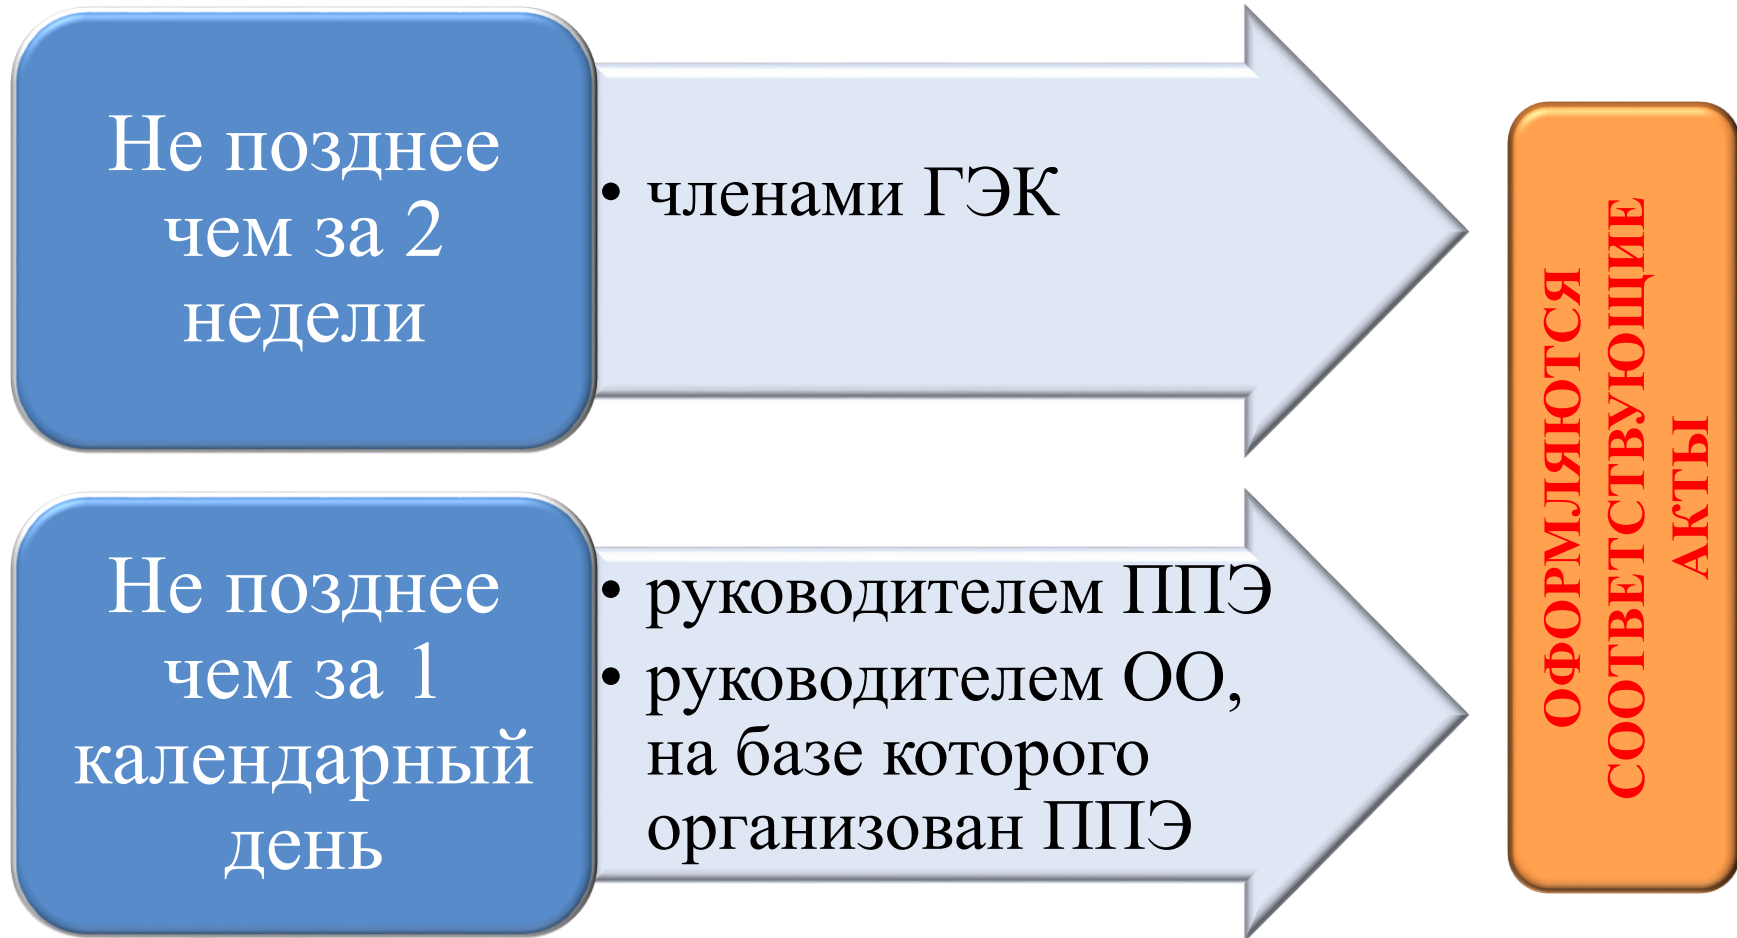 Не позднее
чем за 2
недели
• членами ГЭК
Не позднее
чем за 1
календарный
день
• руководителем ППЭ
• руководителем ОО,
на базе которого
организован ППЭ
ОФОРМЛЯЮТСЯ
СООТВЕТСТВУЮЩИЕ
АКТЫ